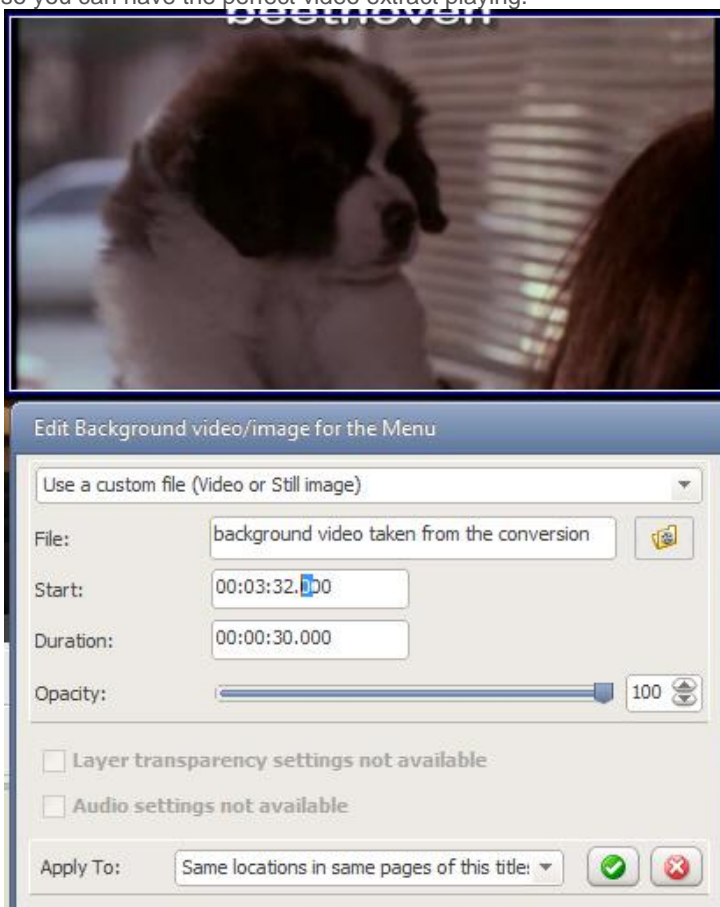 so you can have the perfect video extract playing.
beethoven
Edit Background video/image for the Menu
Use a custom file (Video or Still image)
File: background video taken from the conversion
Start: 00:03:32.000
Duration: 00:00:30.000
Opacity: 100
Layer transparency settings not available
Audio settings not available
Apply To: Same locations in same pages of this title: